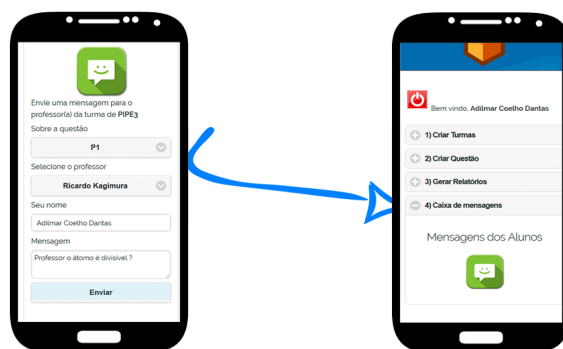 Envie uma mensagem para o
professor(a) da turma de PIPE3
Sobre a questão
P1
Selecione o professor
Ricardo Kagimura
Seu nome
Adilmar Coelho Dantas
Mensagem
Professor o átomo é divisível ?
Enviar
Bem vindo, Adilmar Coelho Dantas
1) Criar Turmas
2) Criar Questão
3) Gerar Relatórios
4) Caixa de mensagens
Mensagens dos Alunos